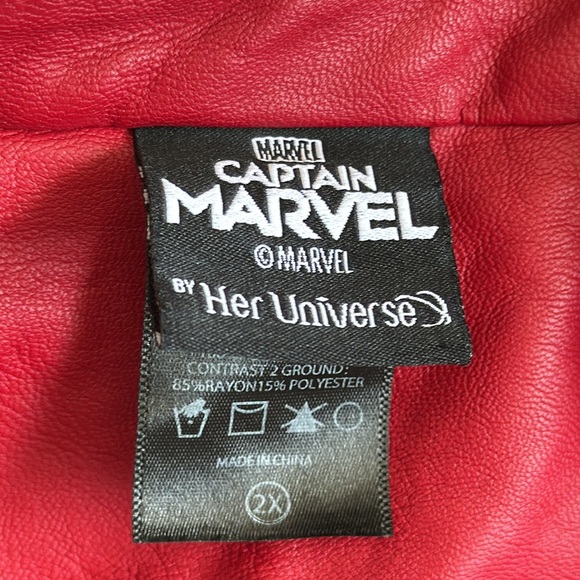 MARVEL
CAPTAIN
MARVEL
© MARVEL
BY Her Universe
CONTRAST 2 GROUND:
85%RAYON15% POLYESTER
MADE IN CHINA
2X